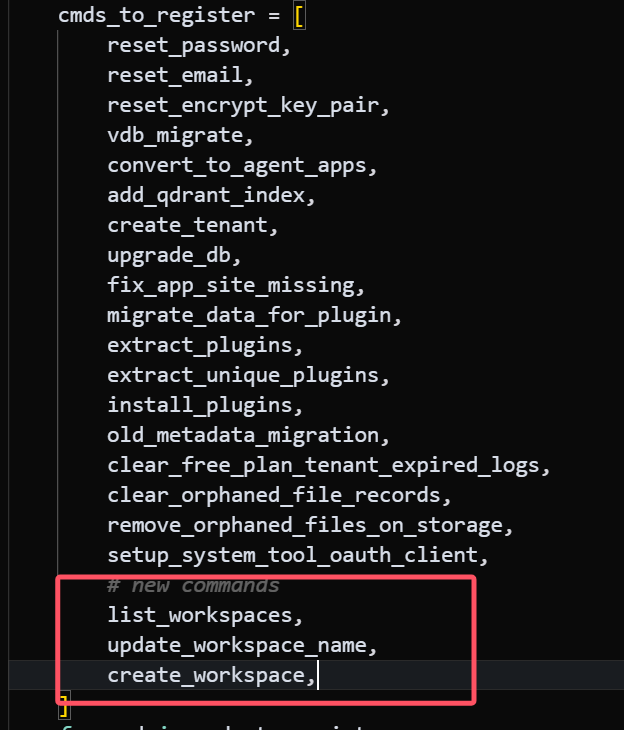 cmds_to_register = [
reset_password,
reset_email,
reset_encrypt_key_pair,
vdb_migrate,
convert_to_agent_apps,
add_qdrant_index,
create_tenant,
upgrade_db,
fix_app_site_missing,
migrate_data_for_plugin,
extract_plugins,
extract_unique_plugins,
install_plugins,
old_metadata_migration,
clear_free_plan_tenant_expired_logs,
clear_orphaned_file_records,
remove_orphaned_files_on_storage,
setup_system_tool_oauth_client,
# new commands
list_workspaces,
update_workspace_name,
create_workspace,
]